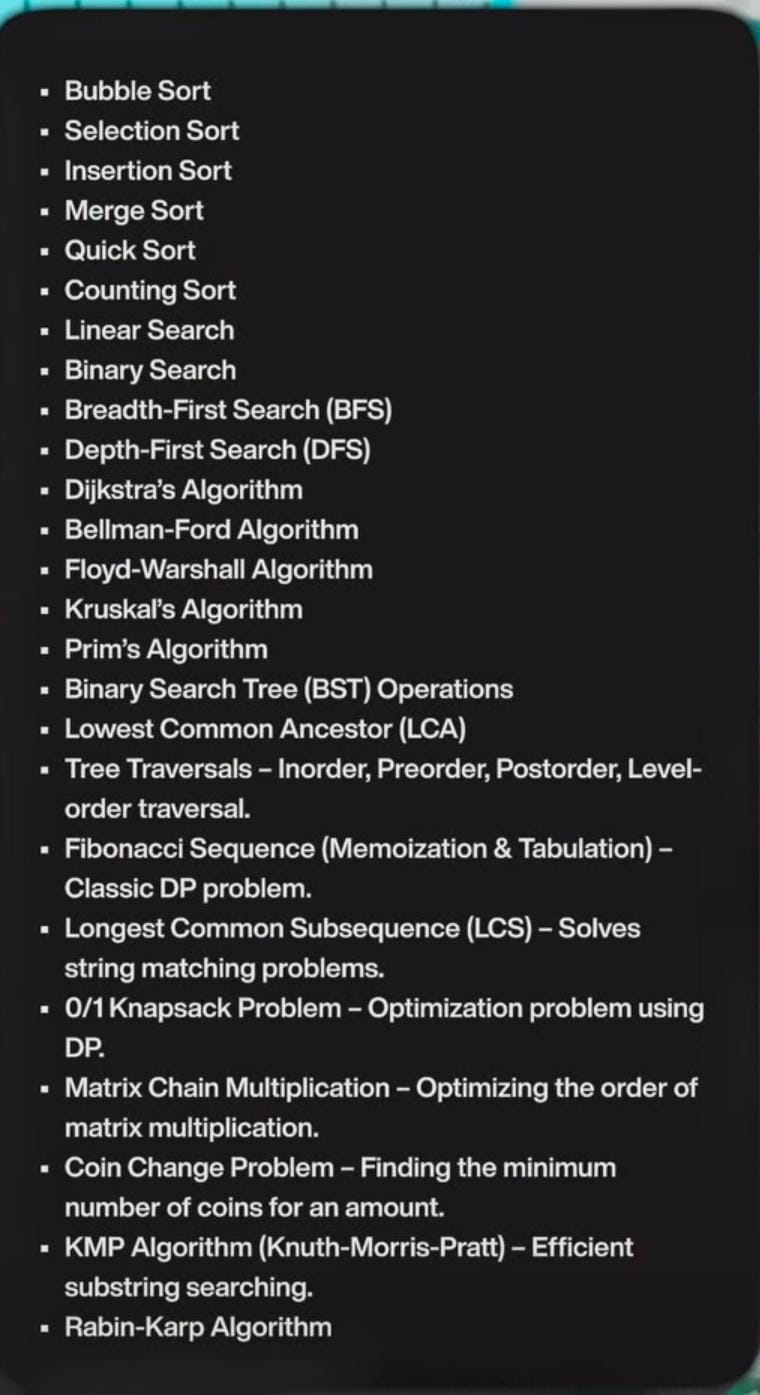 ▪ Bubble Sort
▪ Selection Sort
▪ Insertion Sort
▪ Merge Sort
▪ Quick Sort
▪ Counting Sort
▪ Linear Search
▪ Binary Search
▪ Breadth-First Search (BFS)
▪ Depth-First Search (DFS)
▪ Dijkstra’s Algorithm
▪ Bellman-Ford Algorithm
▪ Floyd-Warshall Algorithm
▪ Kruskal’s Algorithm
▪ Prim’s Algorithm
▪ Binary Search Tree (BST) Operations
▪ Lowest Common Ancestor (LCA)
▪ Tree Traversals – Inorder, Preorder, Postorder, Level-
order traversal.
▪ Fibonacci Sequence (Memoization & Tabulation) –
Classic DP problem.
▪ Longest Common Subsequence (LCS) – Solves
string matching problems.
▪ 0/1 Knapsack Problem – Optimization problem using
DP.
▪ Matrix Chain Multiplication – Optimizing the order of
matrix multiplication.
▪ Coin Change Problem – Finding the minimum
number of coins for an amount.
▪ KMP Algorithm (Knuth-Morris-Pratt) – Efficient
substring searching.
▪ Rabin-Karp Algorithm